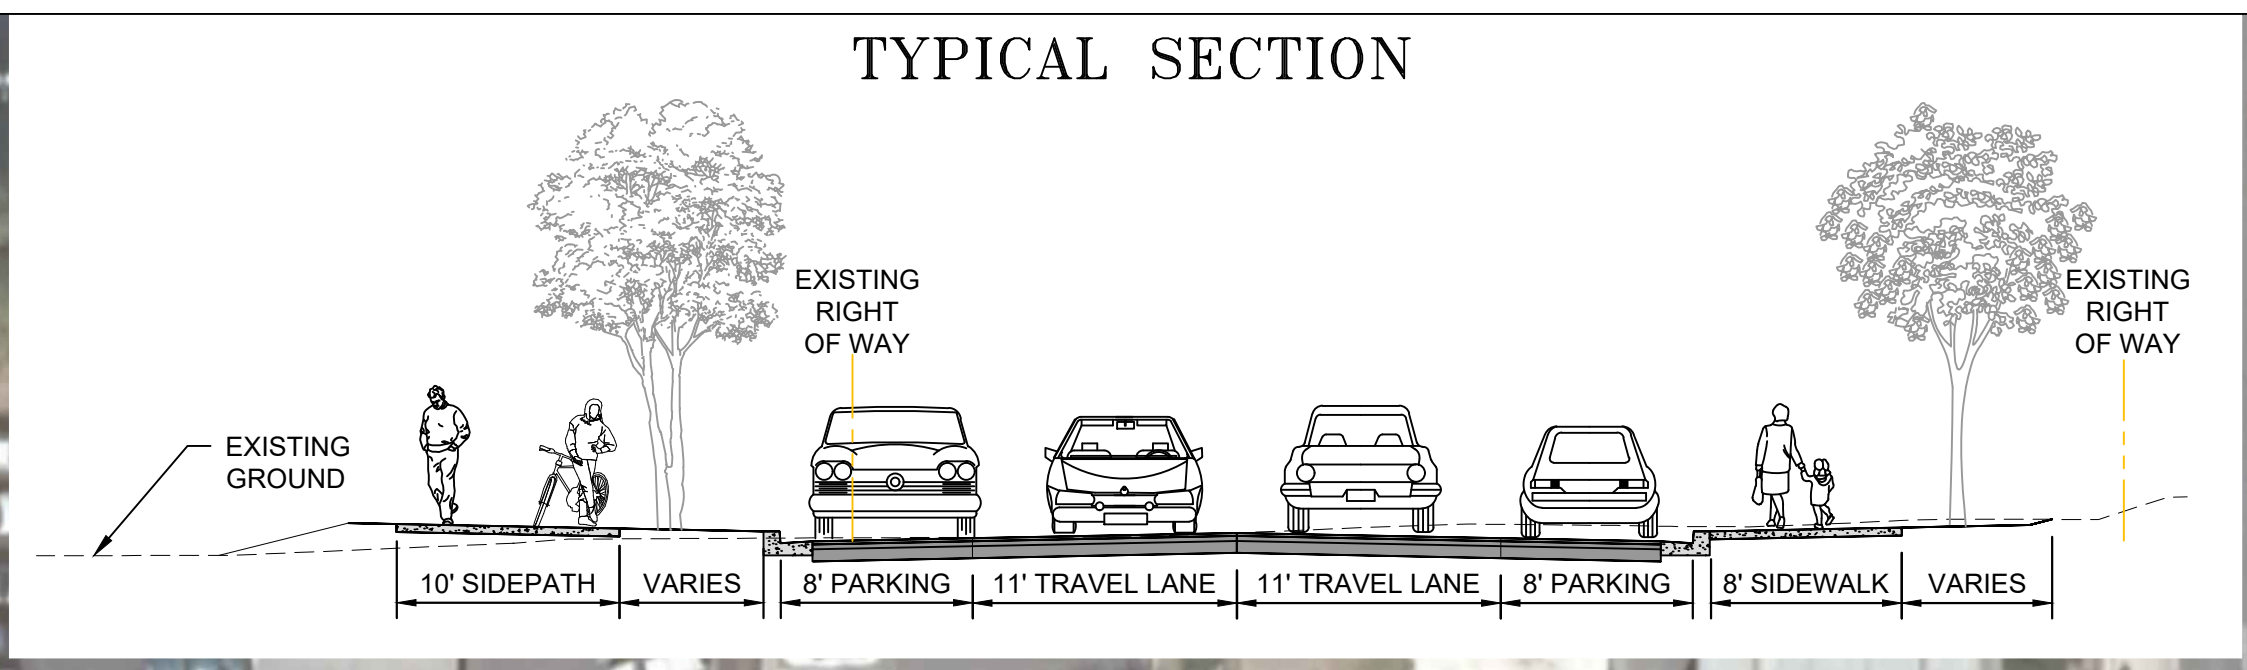 TYPICAL SECTION
EXISTING
RIGHT
OF WAY
EXISTING
RIGHT
OF WAY
EXISTING
GROUND
10' SIDEPATH
VARIES
8' PARKING
11' TRAVEL LANE
11' TRAVEL LANE
8' PARKING
8' SIDEWALK
VARIES